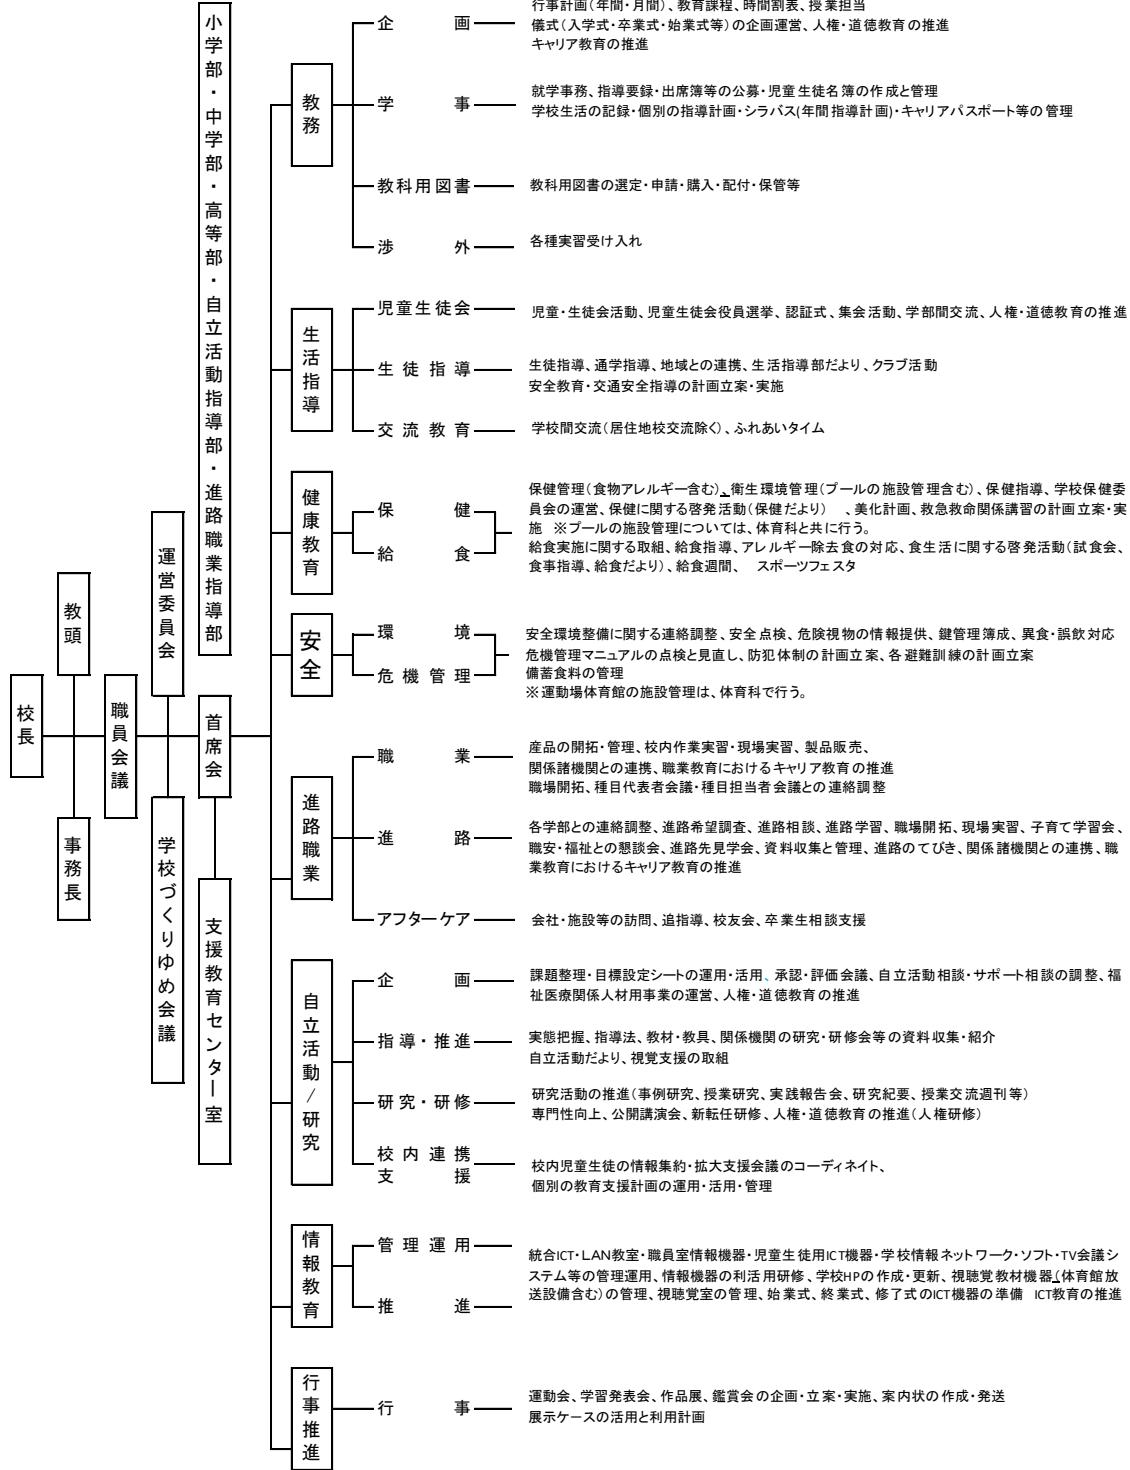 校長
教頭
事務長
職員会議
運営委員会
学校づくりゆめ会議
小学部・中学部・高等部・自立活動指導部・進路職業指導部
首席会
支援教育センター室
教務
企画
行事計画(年間・月間)、教育課程、時間割表、授業担当
儀式(入学式・卒業式・始業式等)の企画運営、人権・道徳教育の推進
キャリア教育の推進
学事
就学事務、指導要録・出席簿等の公募・児童生徒名簿の作成と管理
学校生活の記録・個別の指導計画・シラバス(年間指導計画)・キャリアパスポート等の管理
教科用図書
教科用図書の選定・申請・購入・配付・保管等
渉外
各種実習受け入れ
生活指導
児童生徒会
児童・生徒会活動、児童生徒会役員選挙、認証式、集会活動、学部間交流、人権・道徳教育の推進
生徒指導
生徒指導、通学指導、地域との連携、生活指導部だより、クラブ活動
安全教育・交通安全指導の計画立案・実施
交流教育
学校間交流(居住地校交流除く)、ふれあいタイム
健康教育
保健
給食
保健管理(食物アレルギー含む)、衛生環境管理(プールの施設管理含む)、保健指導、学校保健委
員会の運営、保健に関する啓発活動(保健だより)　、美化計画、救急救命関係講習の計画立案・実
施　※プールの施設管理については、体育科と共に行う。
給食実施に関する取組、給食指導、アレルギー除去食の対応、食生活に関する啓発活動(試食会、
食事指導、給食だより)、給食週間、　スポーツフェスタ
安全
環境
危機管理
安全環境整備に関する連絡調整、安全点検、危険視物の情報提供、鍵管理簿成、異食・誤飲対応
危機管理マニュアルの点検と見直し、防犯体制の計画立案、各避難訓練の計画立案
備蓄食料の管理
※運動場体育館の施設管理は、体育科で行う。
進路職業
職業
産品の開拓・管理、校内作業実習・現場実習、製品販売、
関係諸機関との連携、職業教育におけるキャリア教育の推進
職場開拓、種目代表者会議・種目担当者会議との連絡調整
進路
各学部との連絡調整、進路希望調査、進路相談、進路学習、職場開拓、現場実習、子育て学習会、
職安・福祉との懇談会、進路先見学会、資料収集と管理、進路のてびき、関係諸機関との連携、職
業教育におけるキャリア教育の推進
アフターケア
会社・施設等の訪問、追指導、校友会、卒業生相談支援
自立活動/研究
企画
課題整理・目標設定シートの運用・活用、承認・評価会議、自立活動相談・サポート相談の調整、福
祉医療関係人材用事業の運営、人権・道徳教育の推進
指導・推進
実態把握、指導法、教材・教具、関係機関の研究・研修会等の資料収集・紹介
自立活動だより、視覚支援の取組
研究・研修
研究活動の推進(事例研究、授業研究、実践報告会、研究紀要、授業交流週刊等)
専門性向上、公開講演会、新転任研修、人権・道徳教育の推進(人権研修)
校内連携
支援
校内児童生徒の情報集約・拡大支援会議のコーディネイト、
個別の教育支援計画の運用・活用・管理
情報教育
管理運用
推進
統合ICT・LAN教室・職員室情報機器・児童生徒用ICT機器・学校情報ネットワーク・ソフト・TV会議シ
ステム等の管理運用、情報機器の利活用研修、学校HPの作成・更新、視聴覚教材機器(体育館放
送設備含む)の管理、視聴覚室の管理、始業式、終業式、修了式のICT機器の準備　ICT教育の推進
行事推進
行事
運動会、学習発表会、作品展、鑑賞会の企画・立案・実施、案内状の作成・発送
展示ケースの活用と利用計画